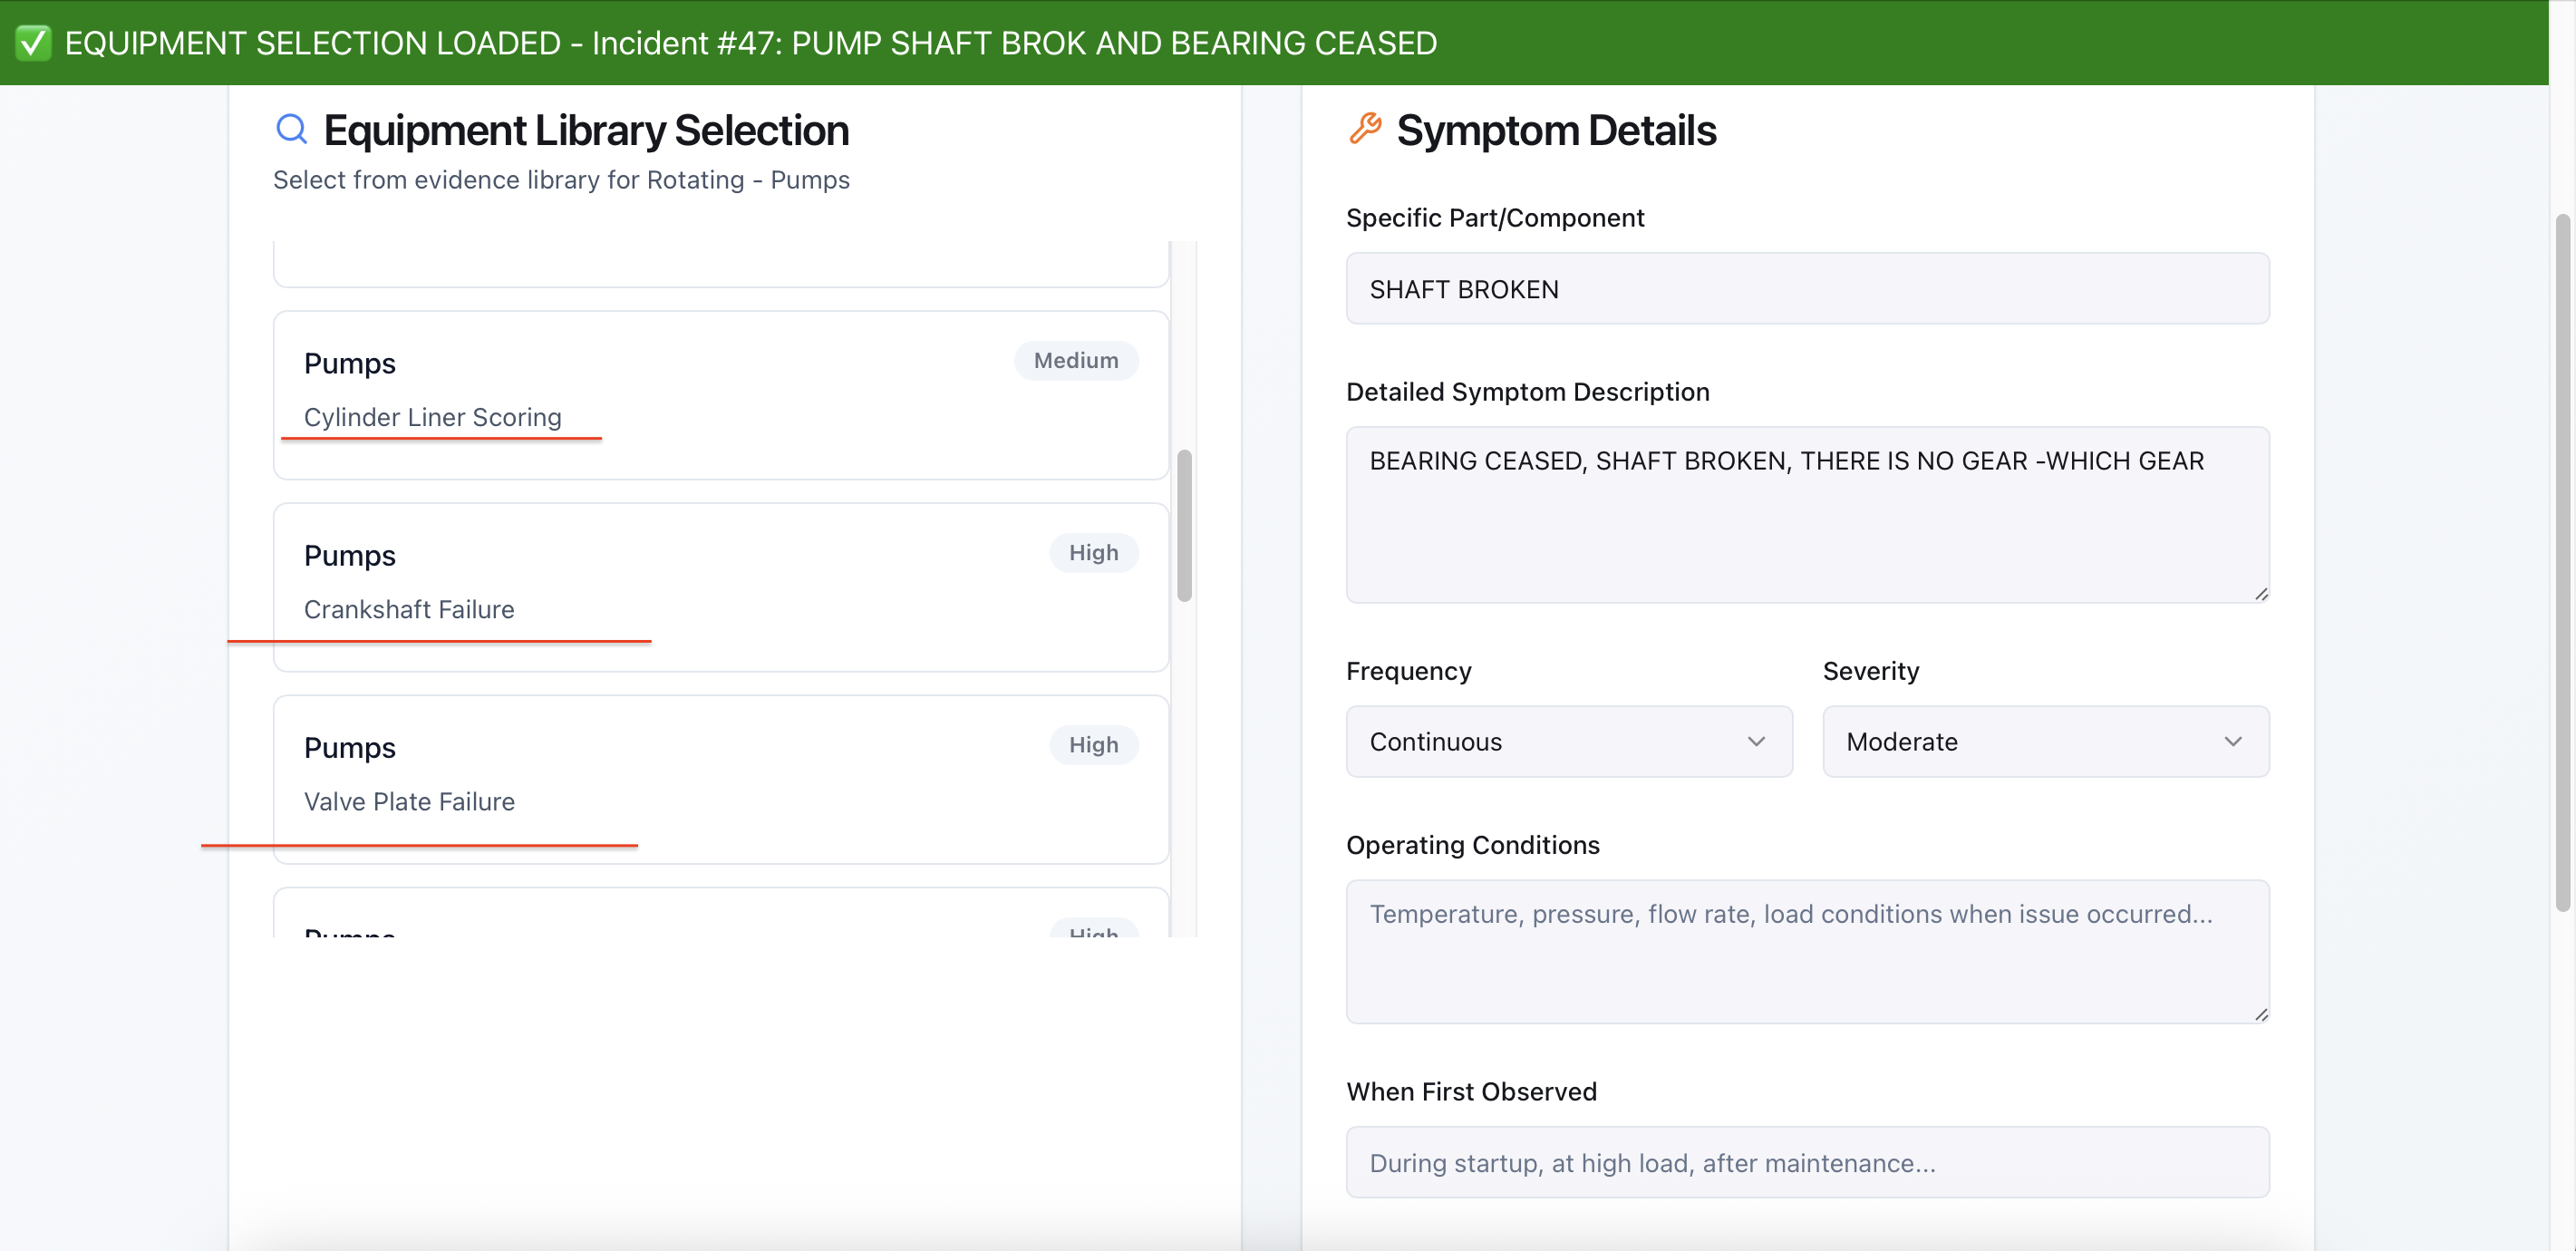 ✅ EQUIPMENT SELECTION LOADED - Incident #47: PUMP SHAFT BROK AND BEARING CEASED
Equipment Library Selection
Select from evidence library for Rotating - Pumps
Pumps
Medium
Cylinder Liner Scoring
Pumps
High
Crankshaft Failure
Pumps
High
Valve Plate Failure
Pumps
High
Symptom Details
Specific Part/Component
SHAFT BROKEN
Detailed Symptom Description
BEARING CEASED, SHAFT BROKEN, THERE IS NO GEAR -WHICH GEAR
Frequency
Continuous
Severity
Moderate
Operating Conditions
Temperature, pressure, flow rate, load conditions when issue occurred...
When First Observed
During startup, at high load, after maintenance...